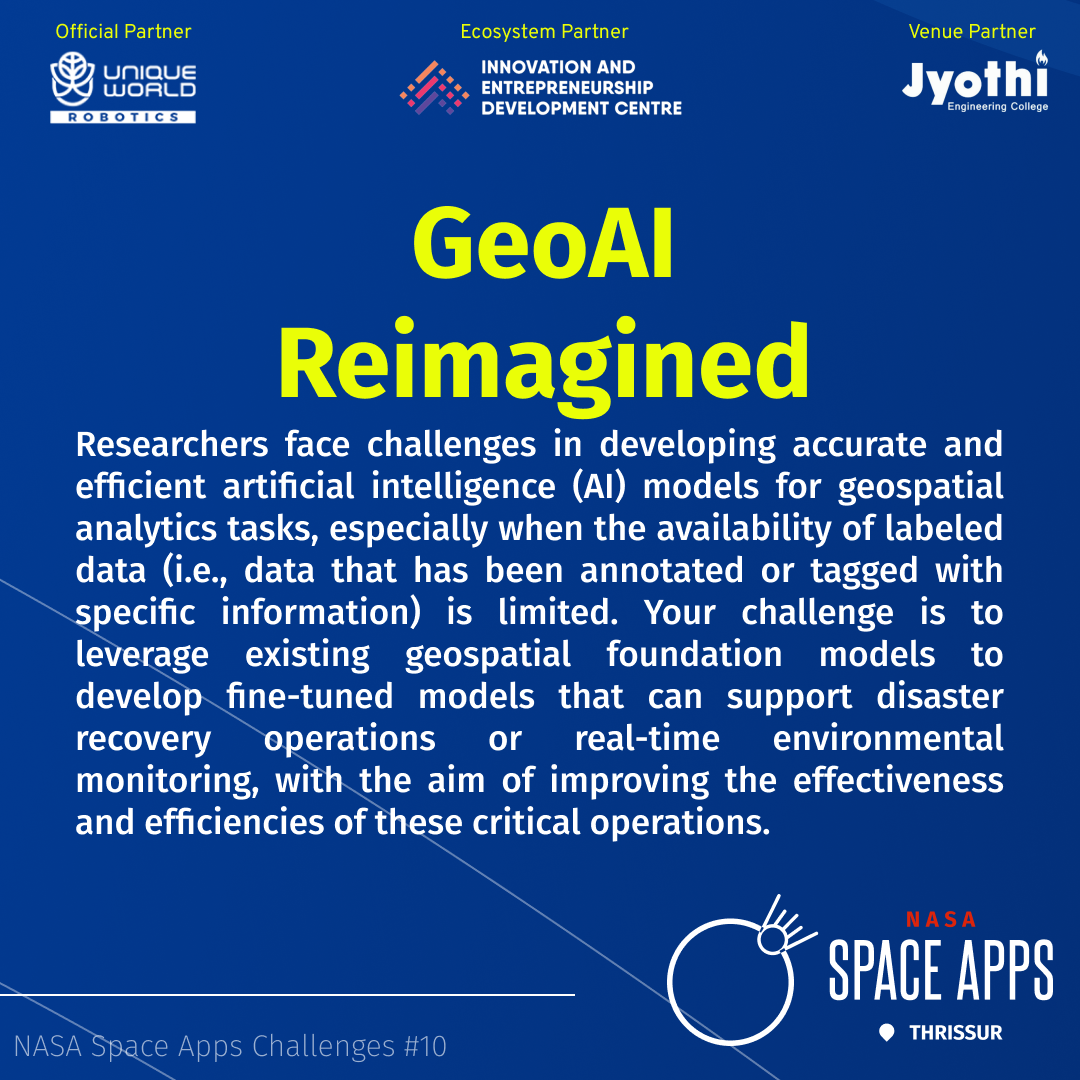 Official Partner
UNIQUE
WORLD
ROBOTICS
Ecosystem Partner
INNOVATION AND
ENTREPRENEURSHIP
DEVELOPMENT CENTRE
Venue Partner
Jyothi
Engineering College
GeoAI
Reimagined
Researchers face challenges in developing accurate and
efficient artificial intelligence (AI) models for geospatial
analytics tasks, especially when the availability of labeled
data (i.e., data that has been annotated or tagged with
specific information) is limited. Your challenge is to
leverage existing geospatial foundation models to
develop fine-tuned models that can support disaster
recovery operations or real-time environmental
monitoring, with the aim of improving the effectiveness
and efficiencies of these critical operations.
NASA
SPACE APPS
THRISSUR
NASA Space Apps Challenges #10